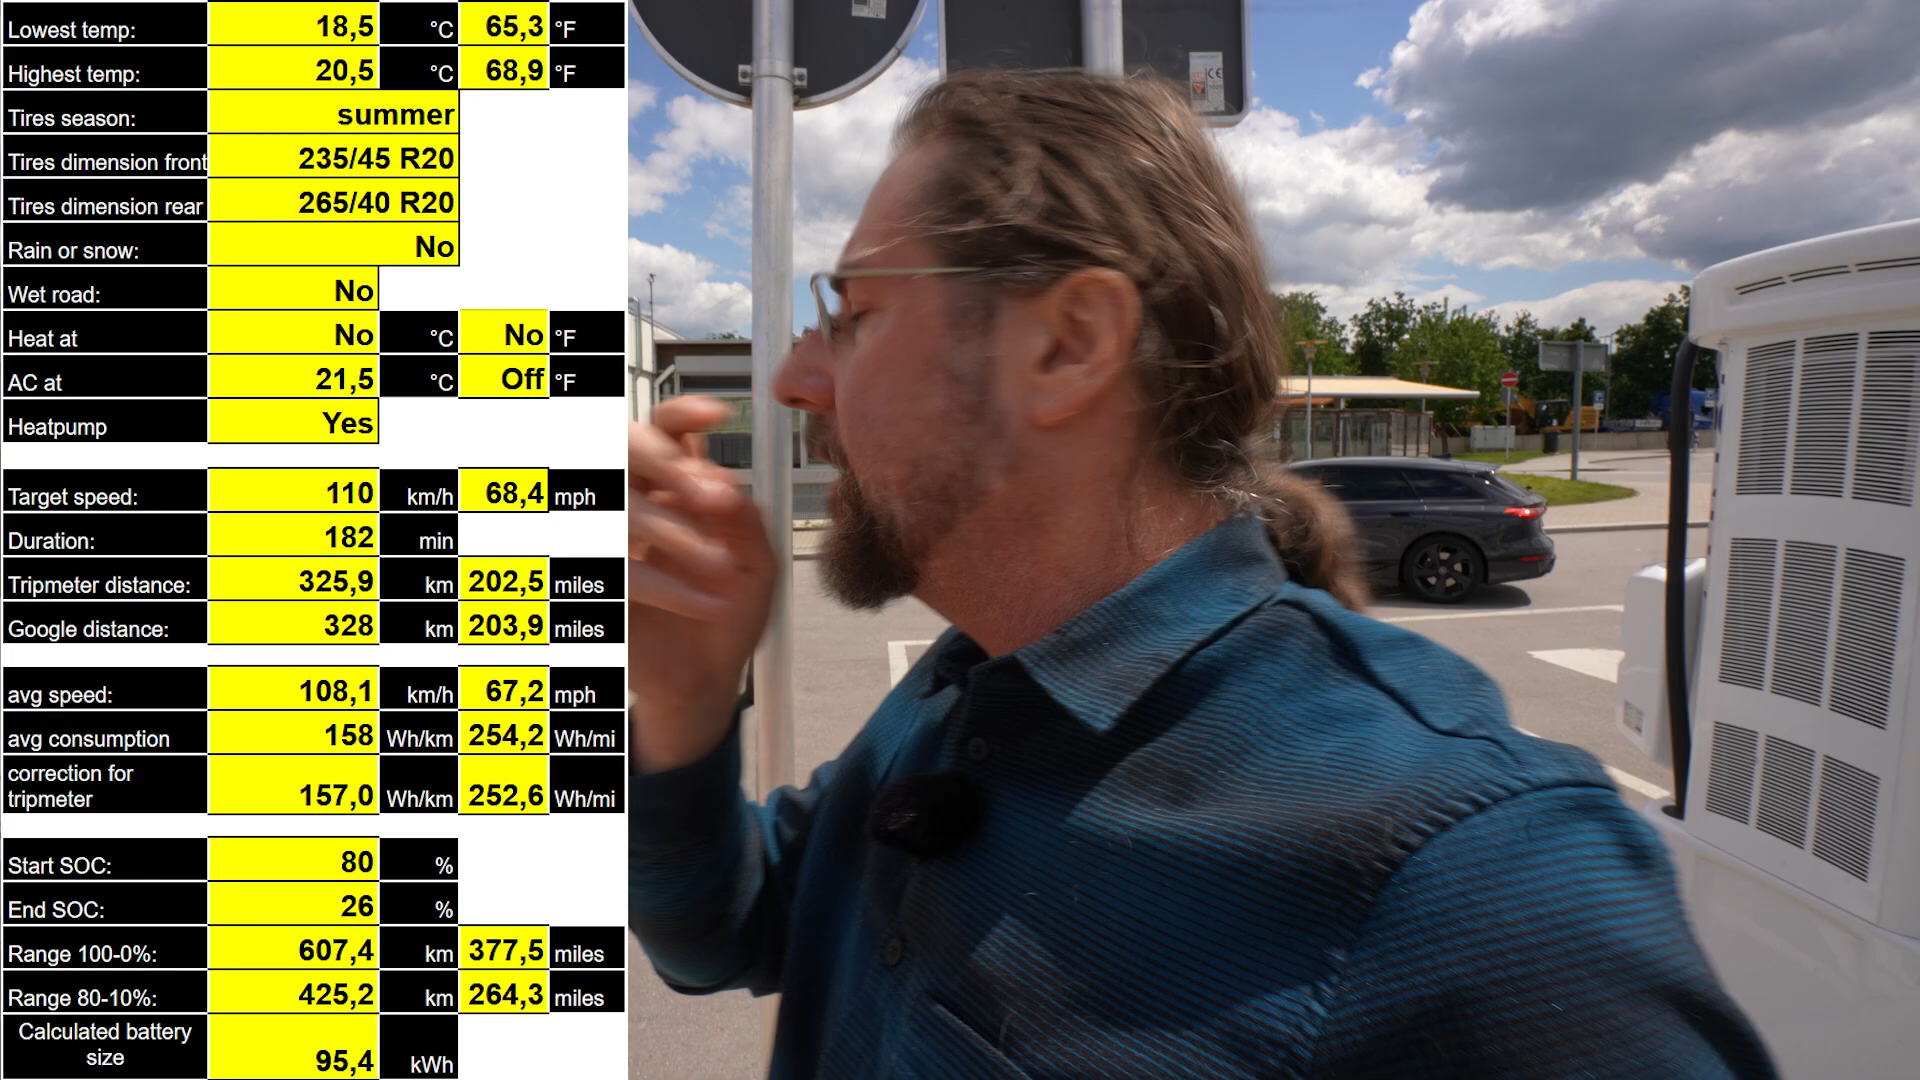 Lowest temp: 18,5 °C 65,3 °F
Highest temp: 20,5 °C 68,9 °F
Tires season: summer
Tires dimension front 235/45 R20
Tires dimension rear 265/40 R20
Rain or snow: No
Wet road: No
Heat at No °C No °F
AC at 21,5 °C Off °F
Heatpump Yes
Target speed: 110 km/h 68,4 mph
Duration: 182 min
Tripmeter distance: 325,9 km 202,5 miles
Google distance: 328 km 203,9 miles
avg speed: 108,1 km/h 67,2 mph
avg consumption 158 Wh/km 254,2 Wh/mi
correction for
tripmeter 157,0 Wh/km 252,6 Wh/mi
Start SOC: 80 %
End SOC: 26 %
Range 100-0%: 607,4 km 377,5 miles
Range 80-10%: 425,2 km 264,3 miles
Calculated battery
size 95,4 kWh
CE